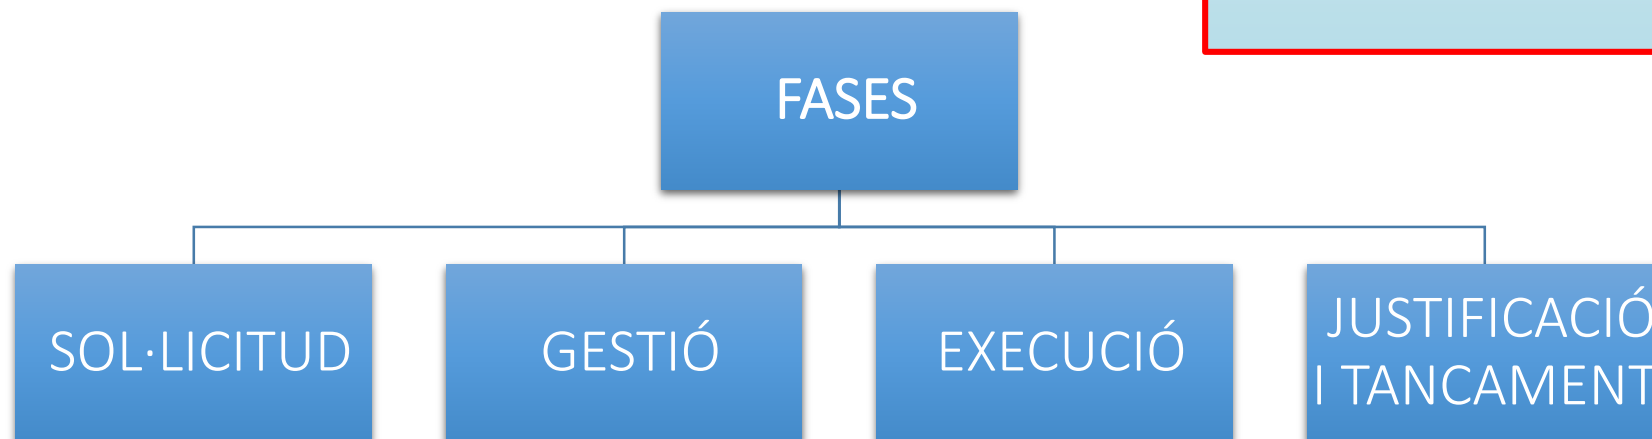 FASES
SOL·LICITUD
GESTIÓ
EXECUCIÓ
JUSTIFICACIÓ
I TANCAMENT